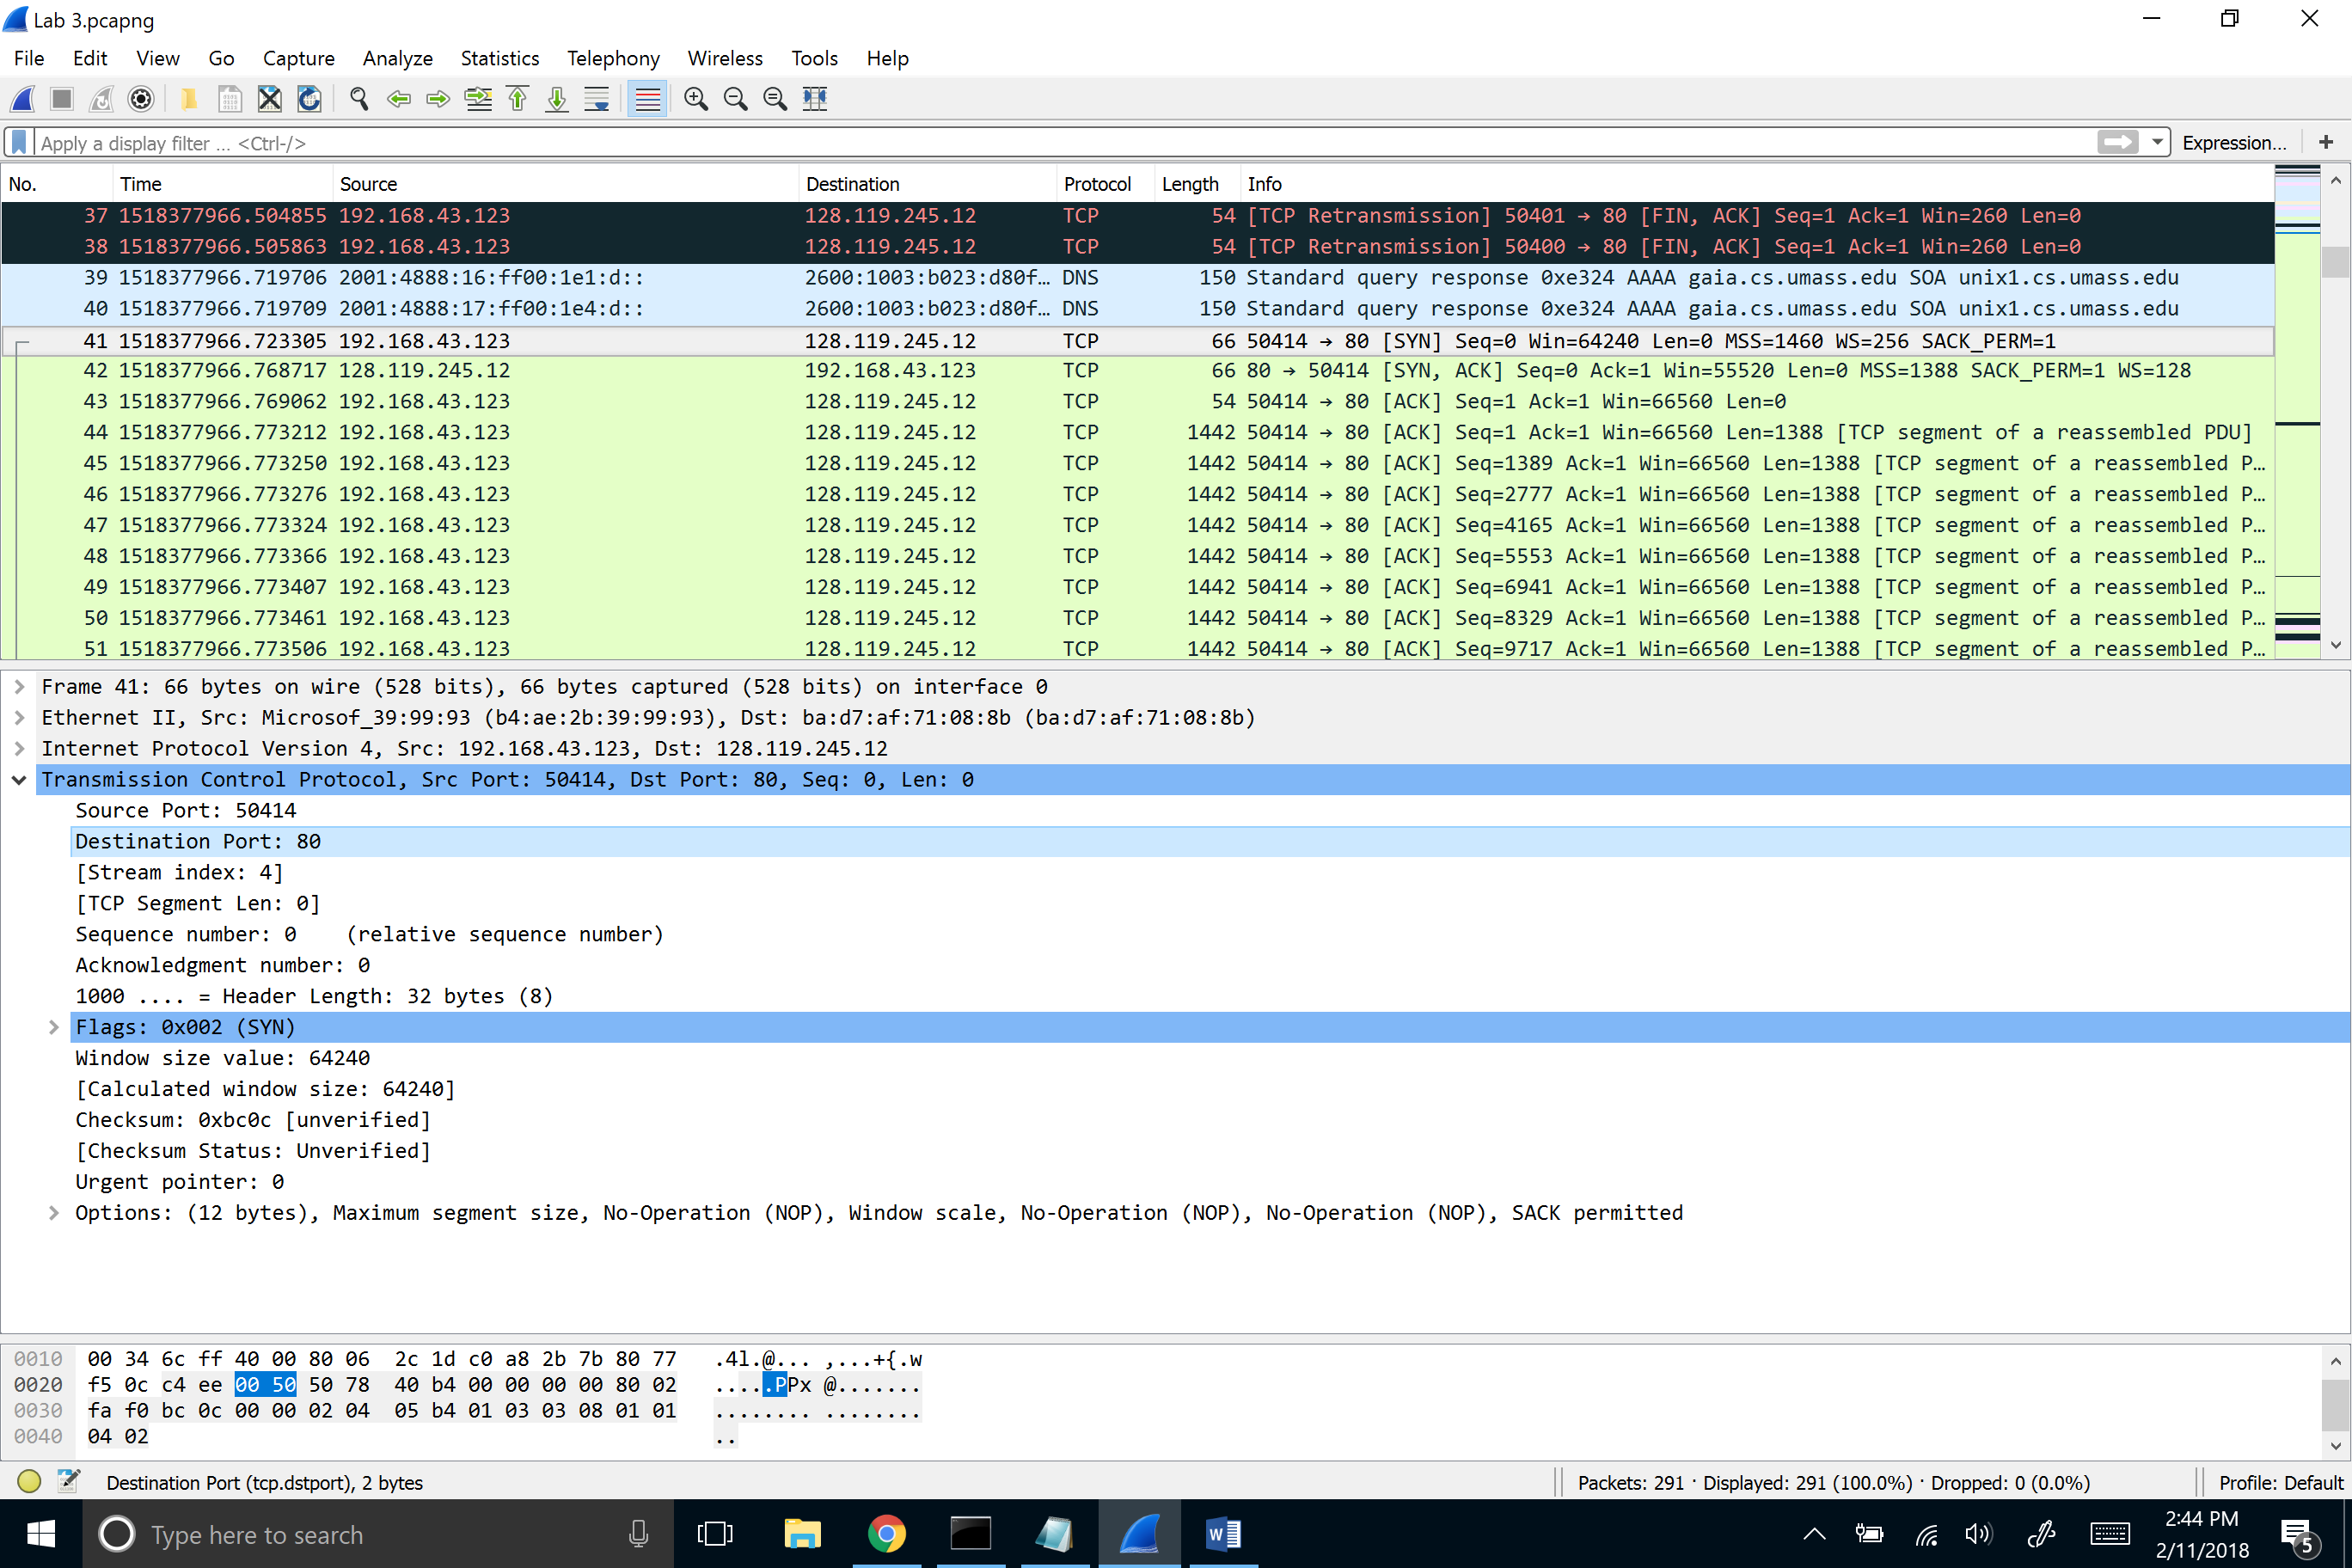 Lab 3.pcapng
File Edit View Go Capture Analyze Statistics Telephony Wireless Tools Help
Apply a display filter ... <Ctrl-/> Expression... +
No. Time Source Destination Protocol Length Info
37 1518377966.504855 192.168.43.123 128.119.245.12 TCP 54 [TCP Retransmission] 50401 → 80 [FIN, ACK] Seq=1 Ack=1 Win=260 Len=0
38 1518377966.505863 192.168.43.123 128.119.245.12 TCP 54 [TCP Retransmission] 50400 → 80 [FIN, ACK] Seq=1 Ack=1 Win=260 Len=0
39 1518377966.719706 2001:4888:16:ff00:1e1:d:: 2600:1003:b023:d80f… DNS 150 Standard query response 0xe324 AAAA gaia.cs.umass.edu SOA unix1.cs.umass.edu
40 1518377966.719709 2001:4888:17:ff00:1e4:d:: 2600:1003:b023:d80f… DNS 150 Standard query response 0xe324 AAAA gaia.cs.umass.edu SOA unix1.cs.umass.edu
41 1518377966.723305 192.168.43.123 128.119.245.12 TCP 66 50414 → 80 [SYN] Seq=0 Win=64240 Len=0 MSS=1460 WS=256 SACK_PERM=1
42 1518377966.768717 128.119.245.12 192.168.43.123 TCP 66 80 → 50414 [SYN, ACK] Seq=0 Ack=1 Win=55520 Len=0 MSS=1388 SACK_PERM=1 WS=128
43 1518377966.769062 192.168.43.123 128.119.245.12 TCP 54 50414 → 80 [ACK] Seq=1 Ack=1 Win=66560 Len=0
44 1518377966.773212 192.168.43.123 128.119.245.12 TCP 1442 50414 → 80 [ACK] Seq=1 Ack=1 Win=66560 Len=1388 [TCP segment of a reassembled PDU]
45 1518377966.773250 192.168.43.123 128.119.245.12 TCP 1442 50414 → 80 [ACK] Seq=1389 Ack=1 Win=66560 Len=1388 [TCP segment of a reassembled P…
46 1518377966.773276 192.168.43.123 128.119.245.12 TCP 1442 50414 → 80 [ACK] Seq=2777 Ack=1 Win=66560 Len=1388 [TCP segment of a reassembled P…
47 1518377966.773324 192.168.43.123 128.119.245.12 TCP 1442 50414 → 80 [ACK] Seq=4165 Ack=1 Win=66560 Len=1388 [TCP segment of a reassembled P…
48 1518377966.773366 192.168.43.123 128.119.245.12 TCP 1442 50414 → 80 [ACK] Seq=5553 Ack=1 Win=66560 Len=1388 [TCP segment of a reassembled P…
49 1518377966.773407 192.168.43.123 128.119.245.12 TCP 1442 50414 → 80 [ACK] Seq=6941 Ack=1 Win=66560 Len=1388 [TCP segment of a reassembled P…
50 1518377966.773461 192.168.43.123 128.119.245.12 TCP 1442 50414 → 80 [ACK] Seq=8329 Ack=1 Win=66560 Len=1388 [TCP segment of a reassembled P…
51 1518377966.773506 192.168.43.123 128.119.245.12 TCP 1442 50414 → 80 [ACK] Seq=9717 Ack=1 Win=66560 Len=1388 [TCP segment of a reassembled P…
Frame 41: 66 bytes on wire (528 bits), 66 bytes captured (528 bits) on interface 0
Ethernet II, Src: Microsof_39:99:93 (b4:ae:2b:39:99:93), Dst: ba:d7:af:71:08:8b (ba:d7:af:71:08:8b)
Internet Protocol Version 4, Src: 192.168.43.123, Dst: 128.119.245.12
Transmission Control Protocol, Src Port: 50414, Dst Port: 80, Seq: 0, Len: 0
Source Port: 50414
Destination Port: 80
[Stream index: 4]
[TCP Segment Len: 0]
Sequence number: 0    (relative sequence number)
Acknowledgment number: 0
1000 .... = Header Length: 32 bytes (8)
Flags: 0x002 (SYN)
Window size value: 64240
[Calculated window size: 64240]
Checksum: 0xbc0c [unverified]
[Checksum Status: Unverified]
Urgent pointer: 0
Options: (12 bytes), Maximum segment size, No-Operation (NOP), Window scale, No-Operation (NOP), No-Operation (NOP), SACK permitted
0010 00 34 6c ff 40 00 80 06 2c 1d c0 a8 2b 7b 80 77 .4l.@... ,...+{.w
0020 f5 0c c4 ee 00 50 50 78 40 b4 00 00 00 00 80 02 .....PPx @.......
0030 fa f0 bc 0c 00 00 02 04 05 b4 01 03 03 08 01 01 ........ ........
0040 04 02 ..
Destination Port (tcp.dstport), 2 bytes Packets: 291 · Displayed: 291 (100.0%) · Dropped: 0 (0.0%) Profile: Default
Type here to search
2:44 PM
2/11/2018
5